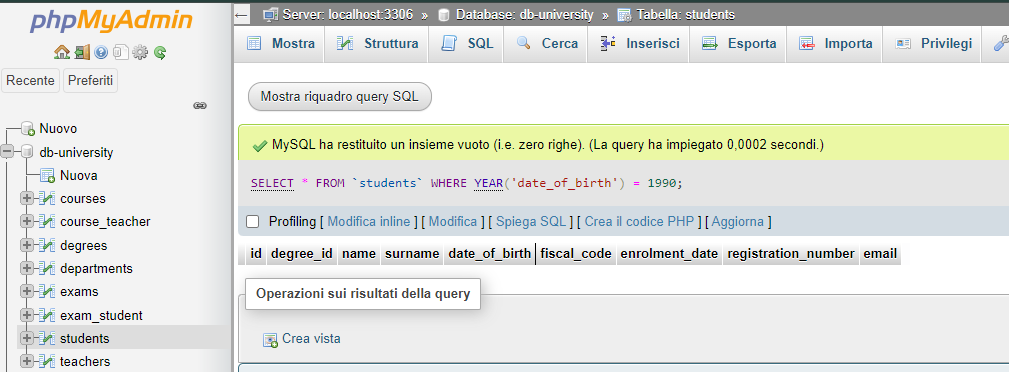 phpMyAdmin
Recente Preferiti
Nuovo
db-university
Nuova
courses
course_teacher
degrees
departments
exams
exam_student
students
teachers
Server: localhost:3306 » Database: db-university » Tabella: students
Mostra Struttura SQL Cerca Inserisci Esporta Importa Privilegi
Mostra riquadro query SQL
MySQL ha restituito un insieme vuoto (i.e. zero righe). (La query ha impiegato 0,0002 secondi.)
SELECT * FROM `students` WHERE YEAR('date_of_birth') = 1990;
Profiling [ Modifica inline ] [ Modifica ] [ Spiega SQL ] [ Crea il codice PHP ] [ Aggiorna ]
id degree_id name surname date_of_birth fiscal_code enrolment_date registration_number email
Operazioni sui risultati della query
Crea vista